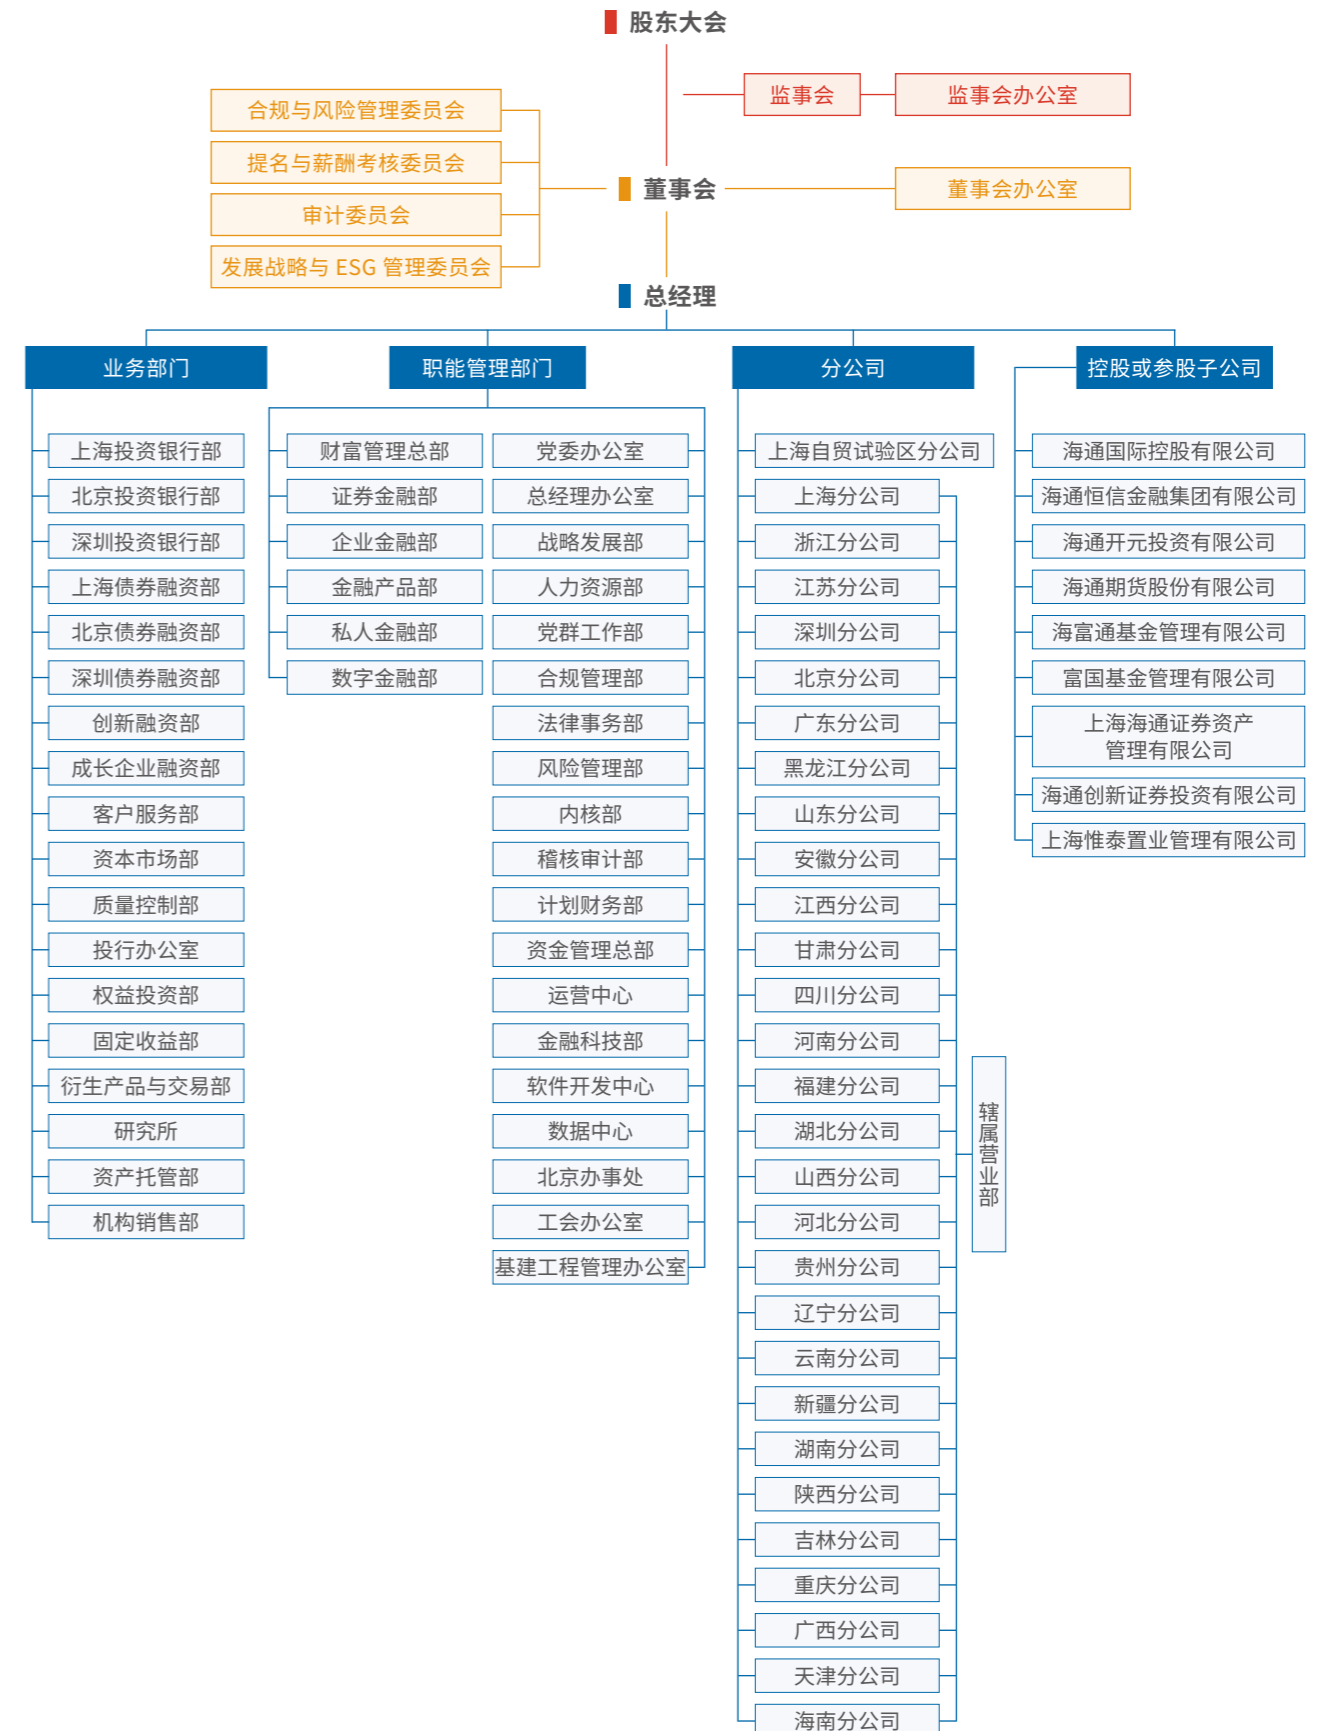 股东大会
监事会
监事会办公室
合规与风险管理委员会
提名与薪酬考核委员会
审计委员会
发展战略与 ESG 管理委员会
董事会
董事会办公室
总经理
业务部门
上海投资银行部
北京投资银行部
深圳投资银行部
上海债券融资部
北京债券融资部
深圳债券融资部
创新融资部
成长企业融资部
客户服务部
资本市场部
质量控制部
投行办公室
权益投资部
固定收益部
衍生产品与交易部
研究所
资产托管部
机构销售部
职能管理部门
财富管理总部
证券金融部
企业金融部
金融产品部
私人金融部
数字金融部
党委办公室
总经理办公室
战略发展部
人力资源部
党群工作部
合规管理部
法律事务部
风险管理部
内核部
稽核审计部
计划财务部
资金管理总部
运营中心
金融科技部
软件开发中心
数据中心
北京办事处
工会办公室
基建工程管理办公室
分公司
上海自贸试验区分公司
上海分公司
浙江分公司
江苏分公司
深圳分公司
北京分公司
广东分公司
黑龙江分公司
山东分公司
安徽分公司
江西分公司
甘肃分公司
四川分公司
河南分公司
福建分公司
湖北分公司
山西分公司
河北分公司
贵州分公司
辽宁分公司
云南分公司
新疆分公司
湖南分公司
陕西分公司
吉林分公司
重庆分公司
广西分公司
天津分公司
海南分公司
辖属营业部
控股或参股子公司
海通国际控股有限公司
海通恒信金融集团有限公司
海通开元投资有限公司
海通期货股份有限公司
海富通基金管理有限公司
富国基金管理有限公司
上海海通证券资产
管理有限公司
海通创新证券投资有限公司
上海惟泰置业管理有限公司